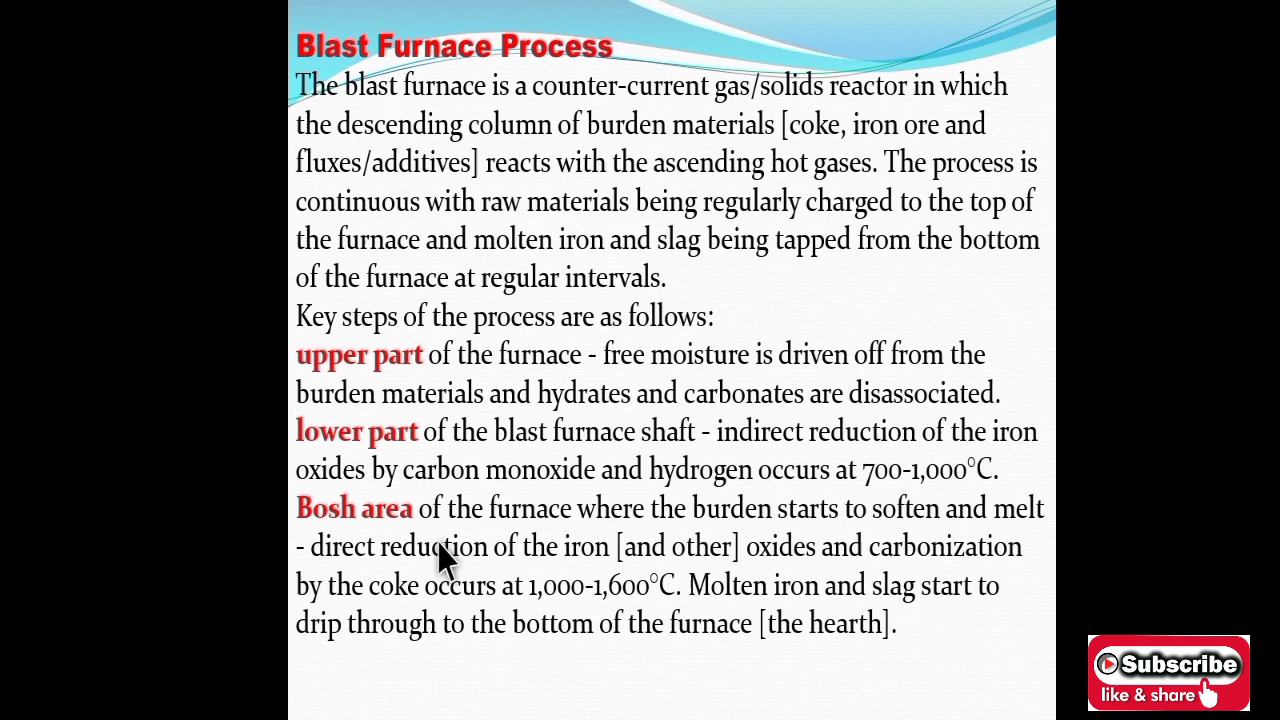 Blast Furnace Process
The blast furnace is a counter-current gas/solids reactor in which
the descending column of burden materials [coke, iron ore and
fluxes/additives] reacts with the ascending hot gases. The process is
continuous with raw materials being regularly charged to the top of
the furnace and molten iron and slag being tapped from the bottom
of the furnace at regular intervals.
Key steps of the process are as follows:
upper part of the furnace - free moisture is driven off from the
burden materials and hydrates and carbonates are disassociated.
lower part of the blast furnace shaft - indirect reduction of the iron
oxides by carbon monoxide and hydrogen occurs at 700-1,000°C.
Bosh area of the furnace where the burden starts to soften and melt
- direct reduction of the iron [and other] oxides and carbonization
by the coke occurs at 1,000-1,600°C. Molten iron and slag start to
drip through to the bottom of the furnace [the hearth].
Subscribe
like & share